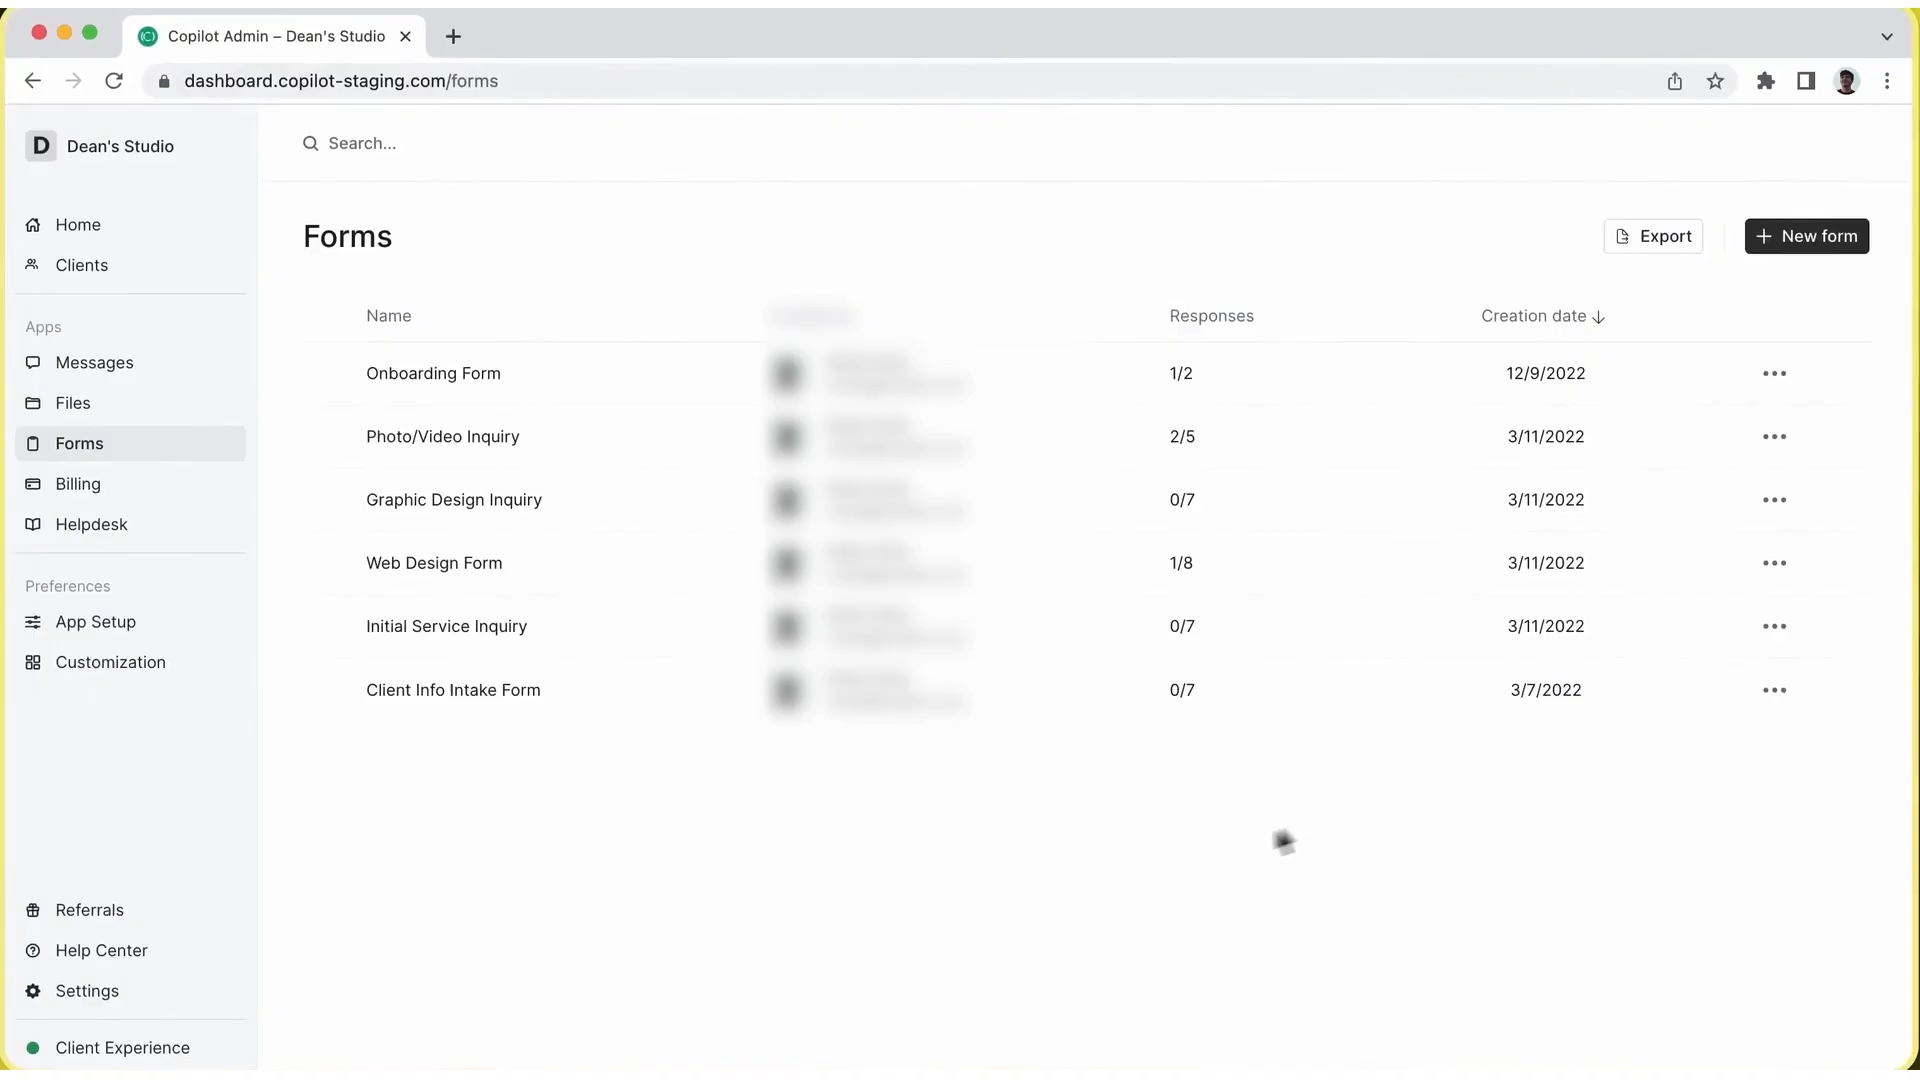 Copilot Admin – Dean's Studio
dashboard.copilot-staging.com/forms
D Dean's Studio
Search...
Home
Clients
Apps
Messages
Files
Forms
Billing
Helpdesk
Preferences
App Setup
Customization
Referrals
Help Center
Settings
Client Experience
Forms
Export
New form
Name Responses Creation date
Onboarding Form 1/2 12/9/2022
Photo/Video Inquiry 2/5 3/11/2022
Graphic Design Inquiry 0/7 3/11/2022
Web Design Form 1/8 3/11/2022
Initial Service Inquiry 0/7 3/11/2022
Client Info Intake Form 0/7 3/7/2022